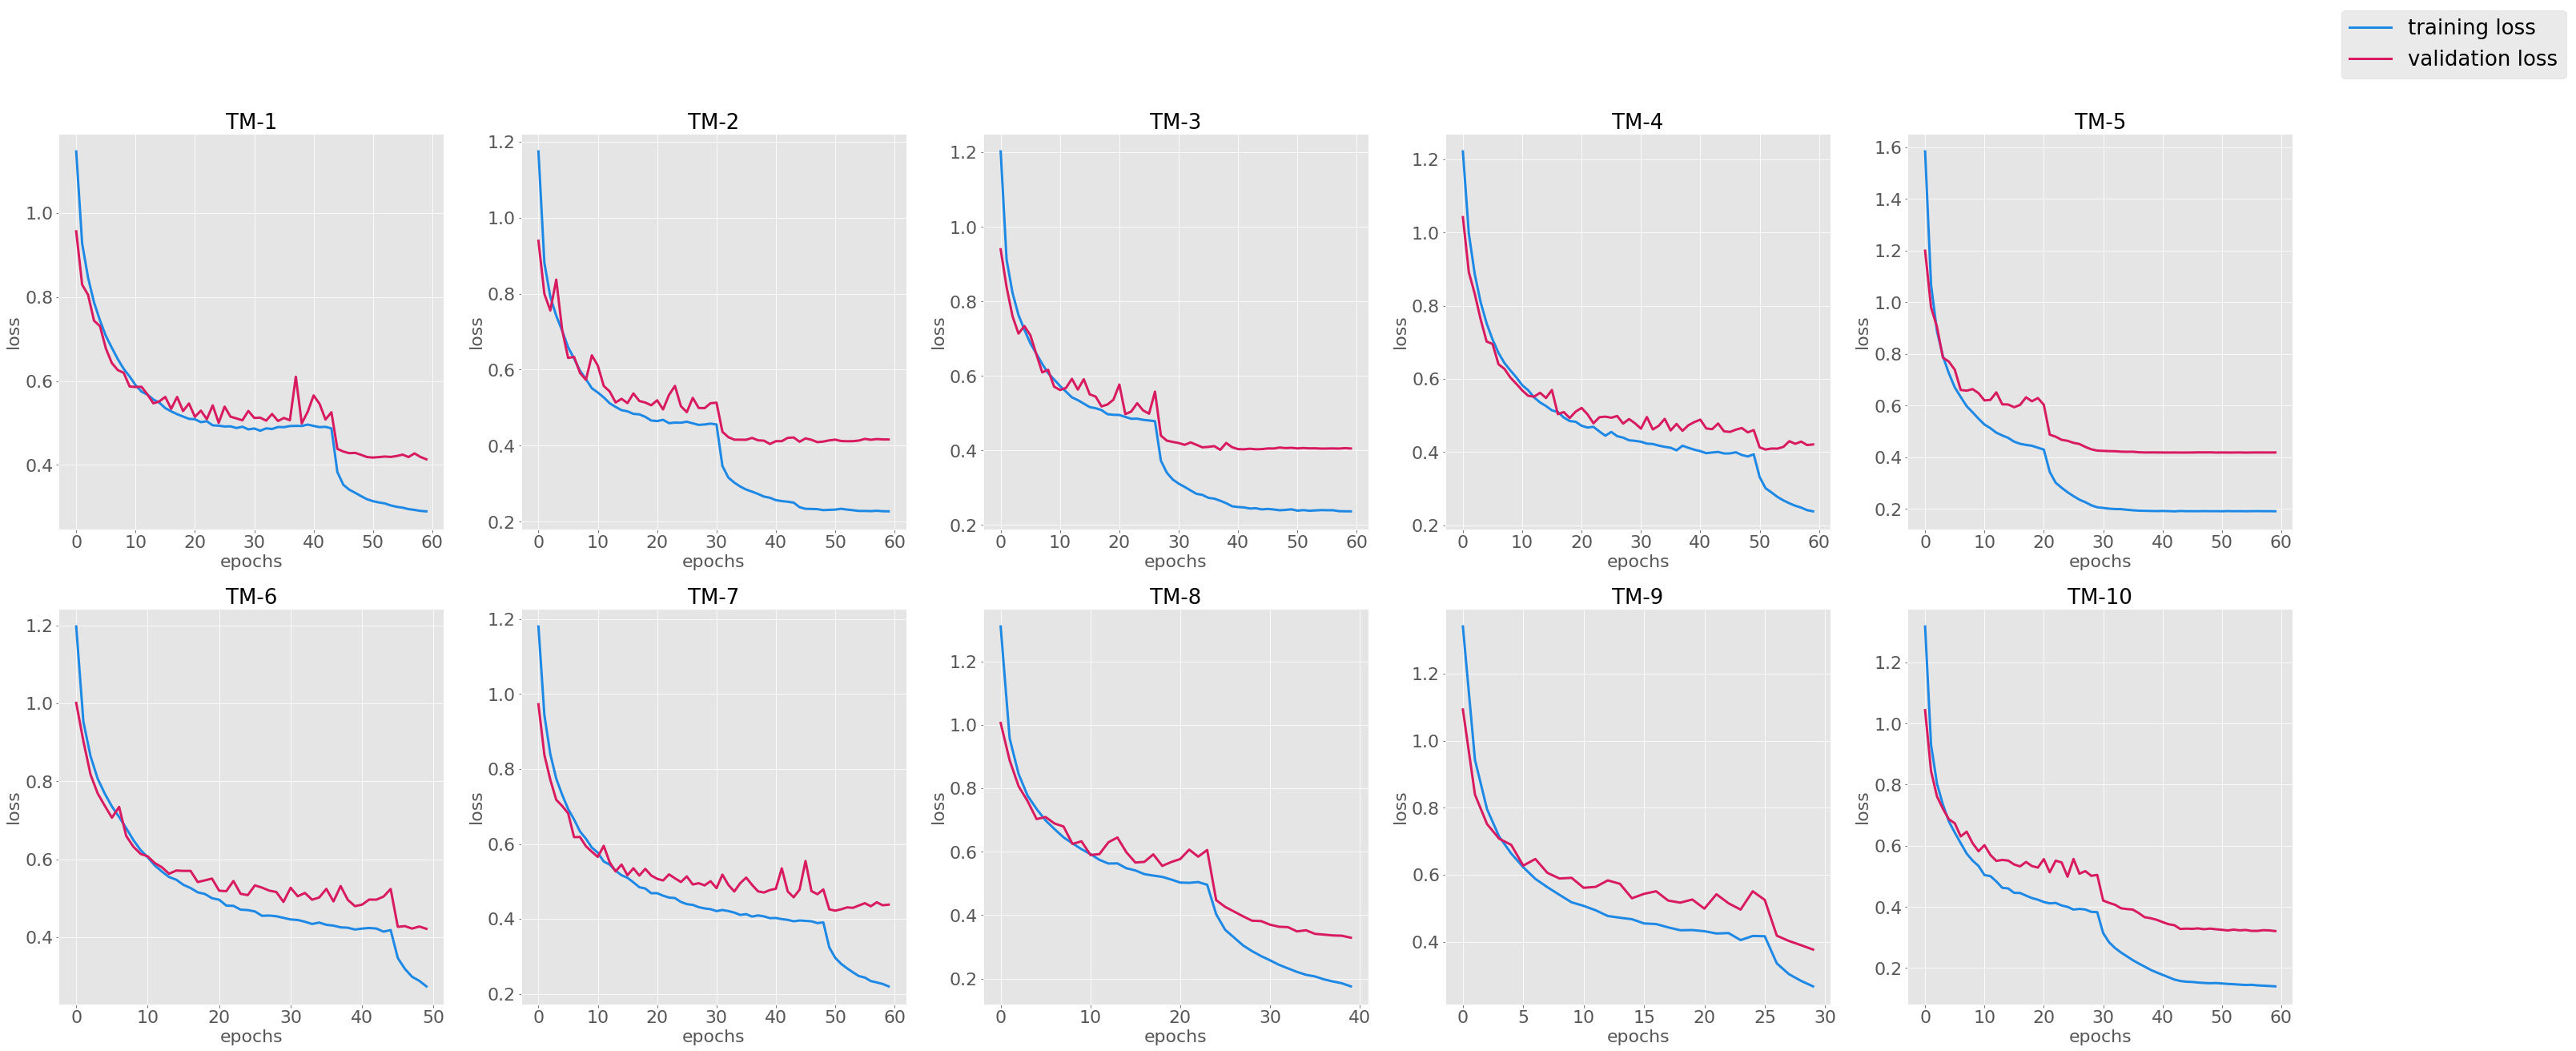 training loss
validation loss
TM-1
1.0
0.8
0.6
0.4
loss
0 10 20 30 40 50 60
epochs
TM-2
1.2
1.0
0.8
0.6
0.4
0.2
loss
0 10 20 30 40 50 60
epochs
TM-3
1.2
1.0
0.8
0.6
0.4
0.2
loss
0 10 20 30 40 50 60
epochs
TM-4
1.2
1.0
0.8
0.6
0.4
0.2
loss
0 10 20 30 40 50 60
epochs
TM-5
1.6
1.4
1.2
1.0
0.8
0.6
0.4
0.2
loss
0 10 20 30 40 50 60
epochs
TM-6
1.2
1.0
0.8
0.6
0.4
loss
0 10 20 30 40 50
epochs
TM-7
1.2
1.0
0.8
0.6
0.4
0.2
loss
0 10 20 30 40 50 60
epochs
TM-8
1.2
1.0
0.8
0.6
0.4
0.2
loss
0 10 20 30 40
epochs
TM-9
1.2
1.0
0.8
0.6
0.4
loss
0 5 10 15 20 25 30
epochs
TM-10
1.2
1.0
0.8
0.6
0.4
0.2
loss
0 10 20 30 40 50 60
epochs